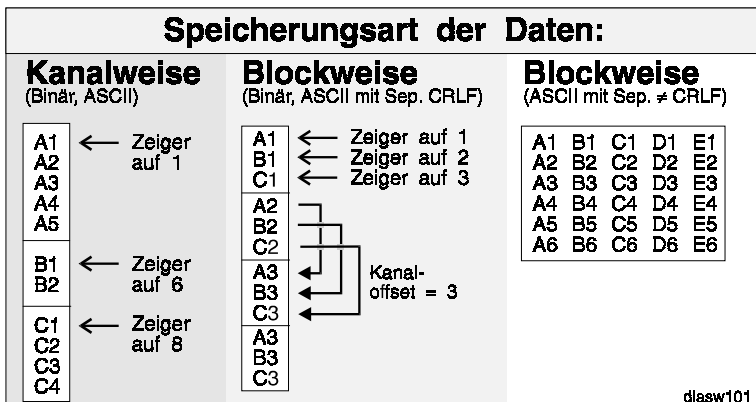 Speicherungsart der Daten:
Kanalweise
(Binär, ASCII)
A1
A2
A3
A4
A5
Zeiger
auf 1
B1
B2
Zeiger
auf 6
C1
C2
C3
C4
Zeiger
auf 8
Blockweise
(Binär, ASCII mit Sep. CRLF)
A1 Zeiger auf 1
B1 Zeiger auf 2
C1 Zeiger auf 3
A2
B2
C2
A3
B3
C3
Kanal-
offset = 3
A3
B3
C3
Blockweise
(ASCII mit Sep. ≠ CRLF)
A1 B1 C1 D1 E1
A2 B2 C2 D2 E2
A3 B3 C3 D3 E3
A4 B4 C4 D4 E4
A5 B5 C5 D5 E5
A6 B6 C6 D6 E6
dlasw101